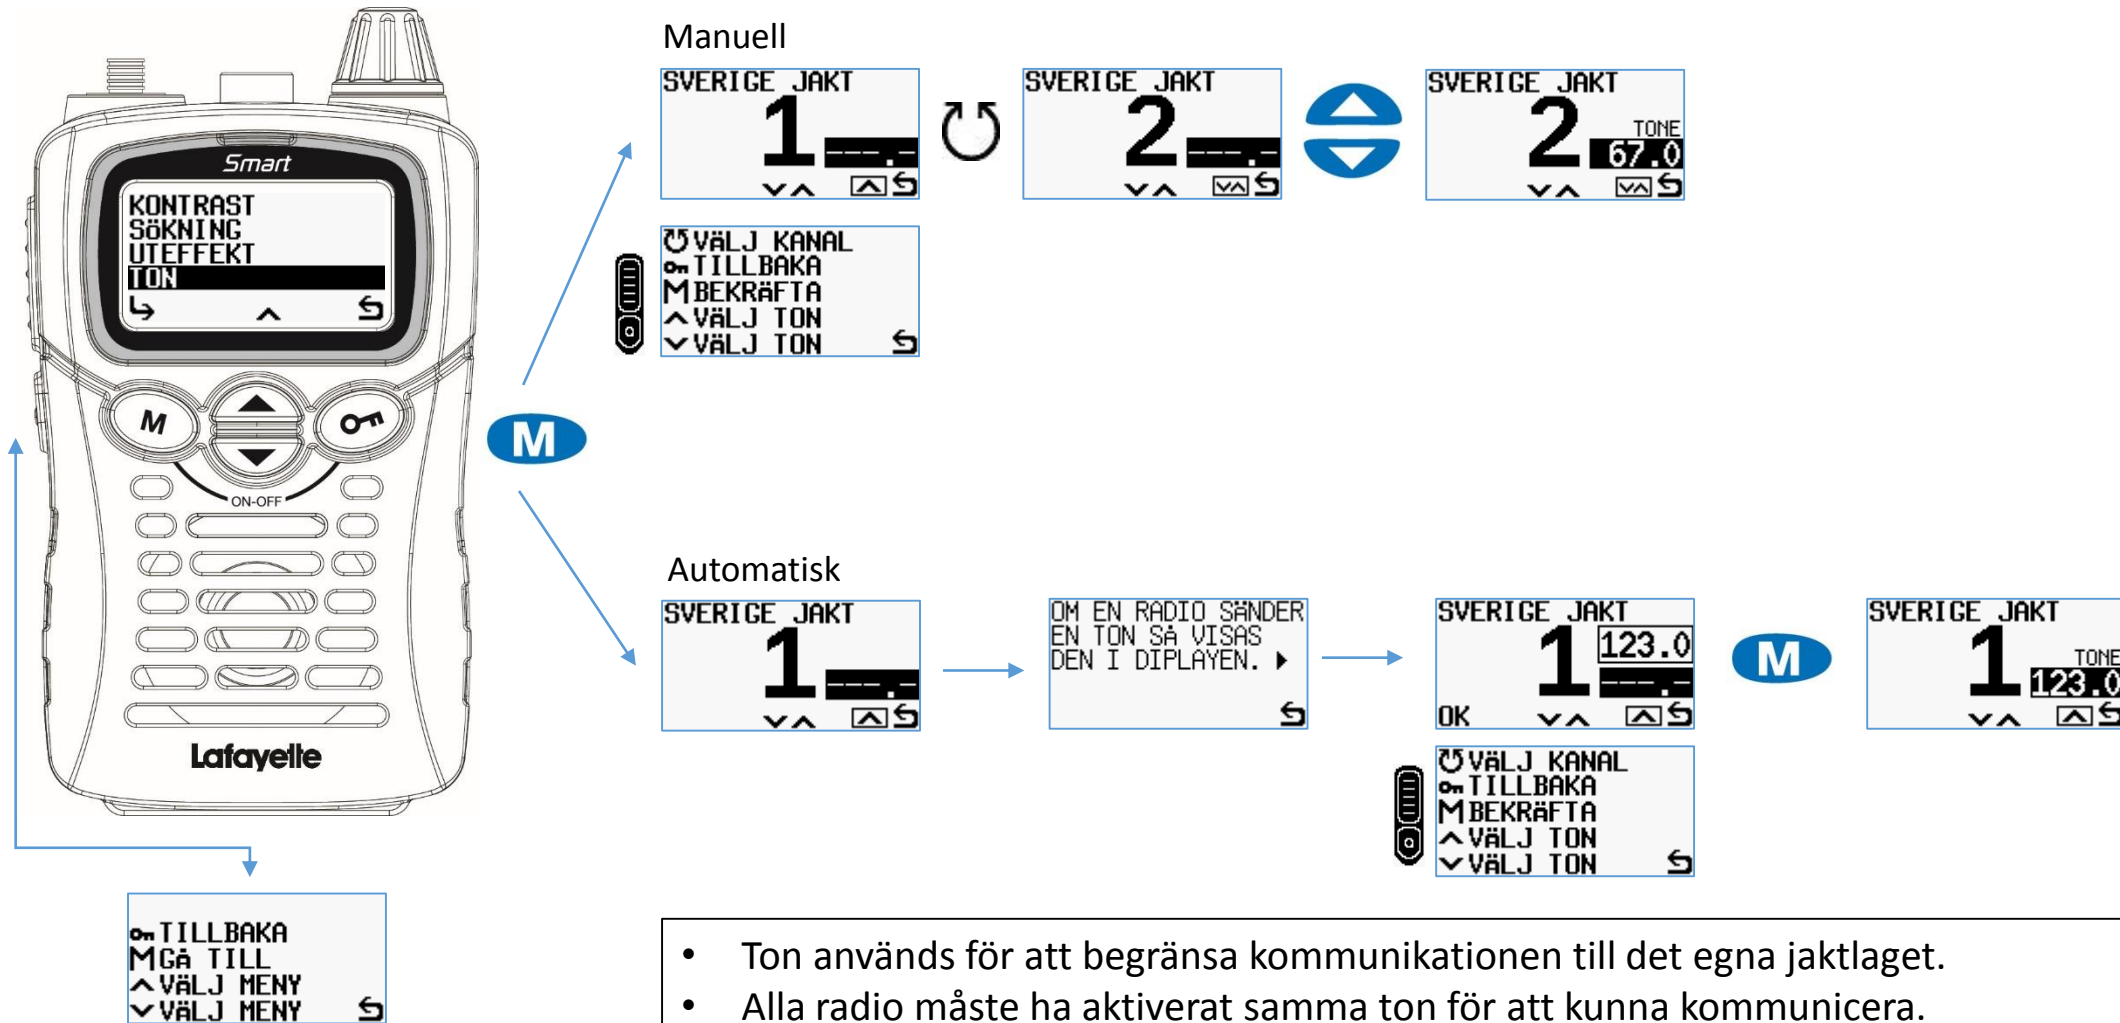 Smart
KONTRAST
SÖKNING
UTEFFEKT
TON
M
ON-OFF
Lafayette
TILLBAKA
M GÅ TILL
VÄLJ MENY
VÄLJ MENY
M
Manuell
SVERIGE JAKT
1
---.-
SVERIGE JAKT
2
---.-
SVERIGE JAKT
2
TONE
67.0
VÄLJ KANAL
TILLBAKA
M BEKRÄFTA
VÄLJ TON
VÄLJ TON
Automatisk
SVERIGE JAKT
1
---.-
OM EN RADIO SÄNDER
EN TON SÅ VISAS
DEN I DIPLAYEN.
SVERIGE JAKT
1
123.0
---.-
OK
M
SVERIGE JAKT
1
TONE
123.0
VÄLJ KANAL
TILLBAKA
M BEKRÄFTA
VÄLJ TON
VÄLJ TON
• Ton används för att begränsa kommunikationen till det egna jaktlaget.
• Alla radio måste ha aktiverat samma ton för att kunna kommunicera.